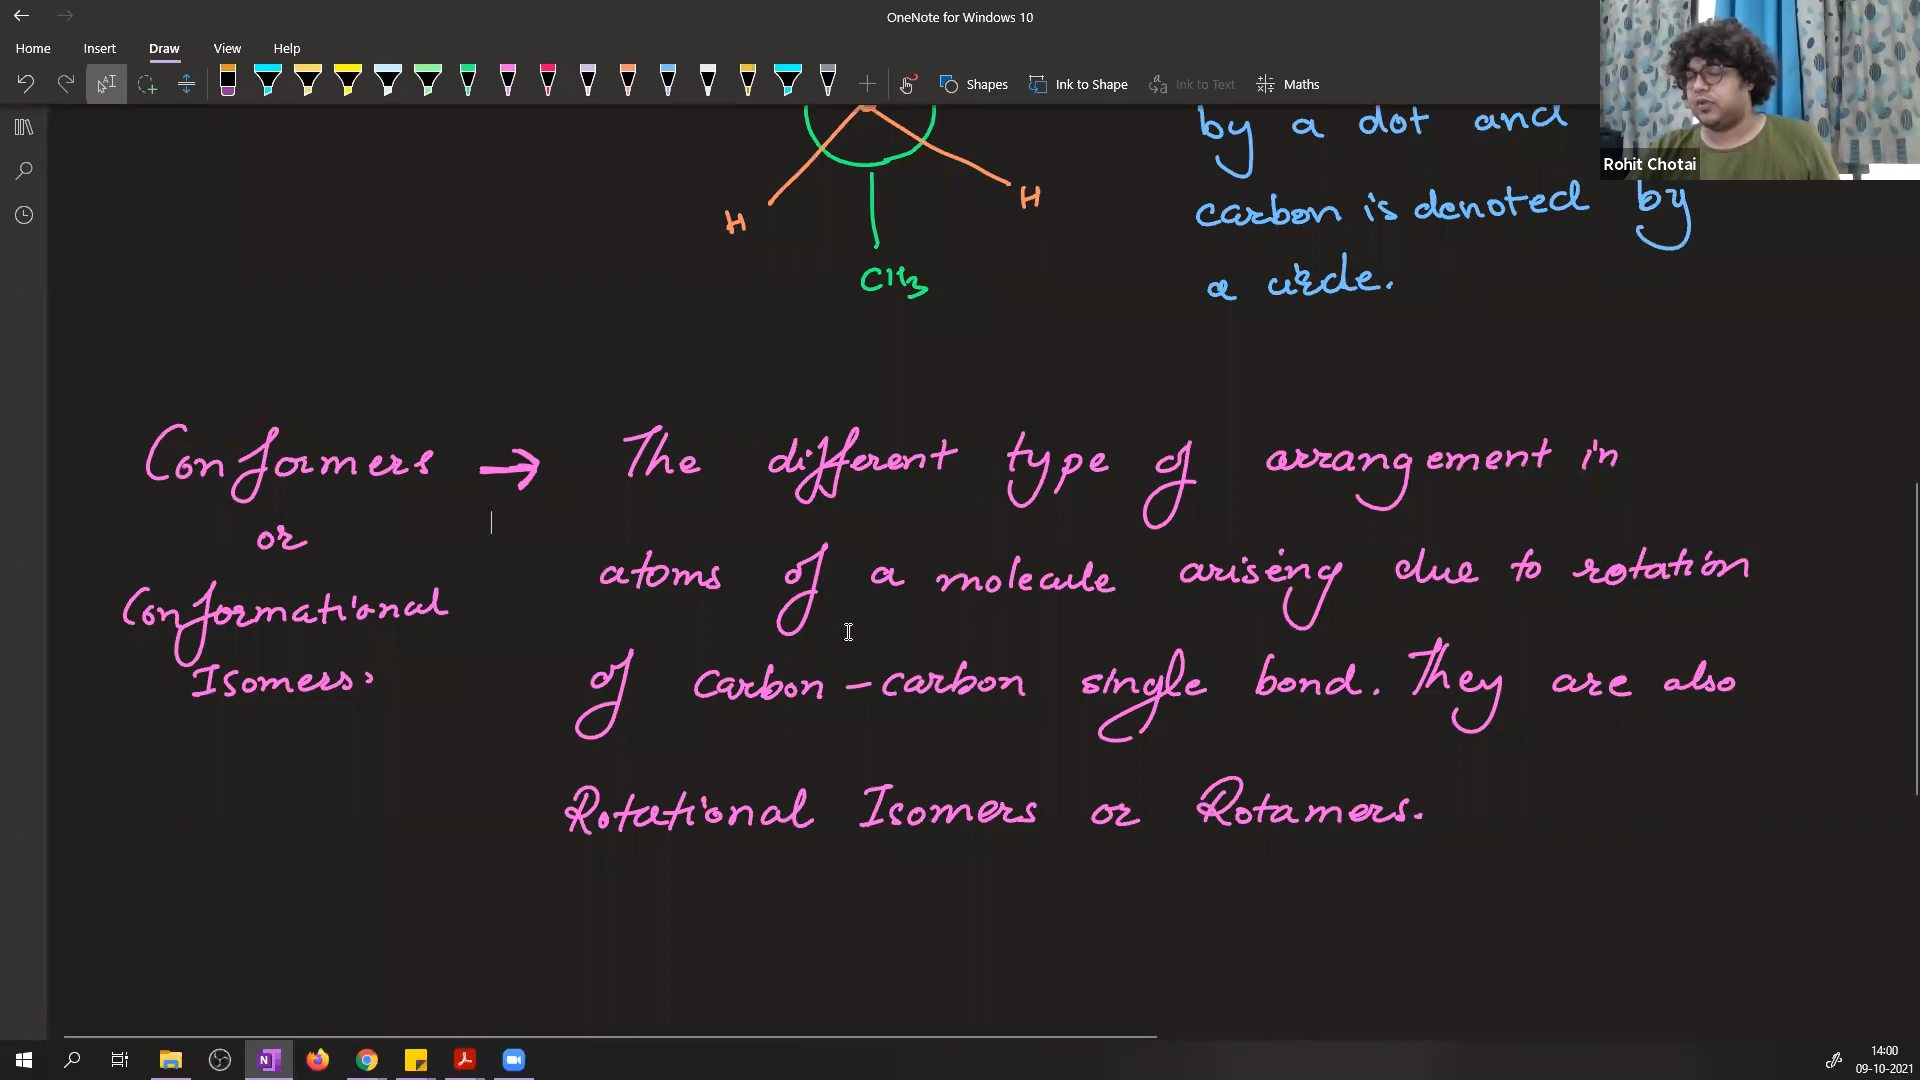 OneNote for Windows 10
Home Insert Draw View Help
Shapes Ink to Shape Ink to Text Maths
Rohit Chotai
by a dot and
carbon is denoted by
a circle.
H
H
CH3
Conformers → The different type of arrangement in
or
atoms of a molecule arising due to rotation
Conformational
Isomers:
of carbon-carbon single bond. They are also
Rotational Isomers or Rotamers.
14:00
09-10-2021